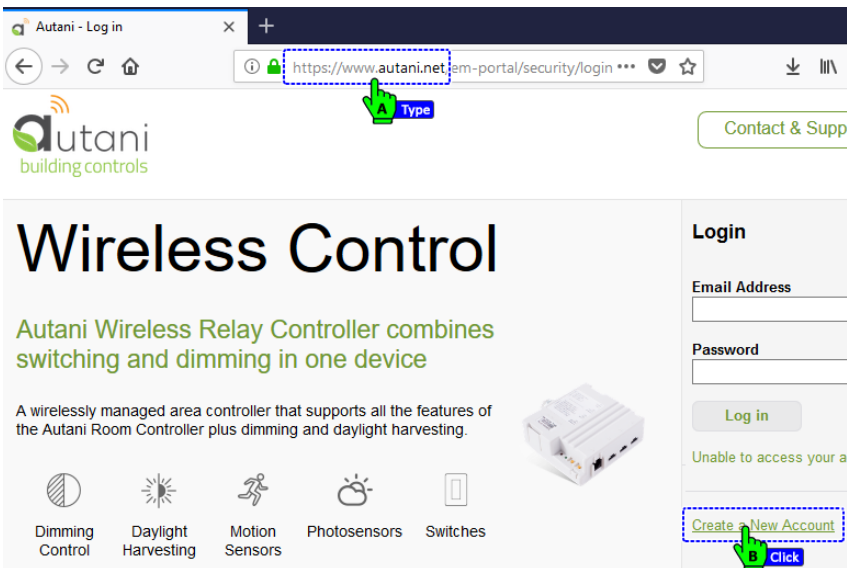 Autani - Log in
https://www.autani.net/em-portal/security/login
A Type
autani
building controls
Contact & Supp
Wireless Control
Autani Wireless Relay Controller combines
switching and dimming in one device
A wirelessly managed area controller that supports all the features of
the Autani Room Controller plus dimming and daylight harvesting.
Dimming
Control
Daylight
Harvesting
Motion
Sensors
Photosensors
Switches
Login
Email Address
Password
Log in
Unable to access your a
Create a New Account
B Click